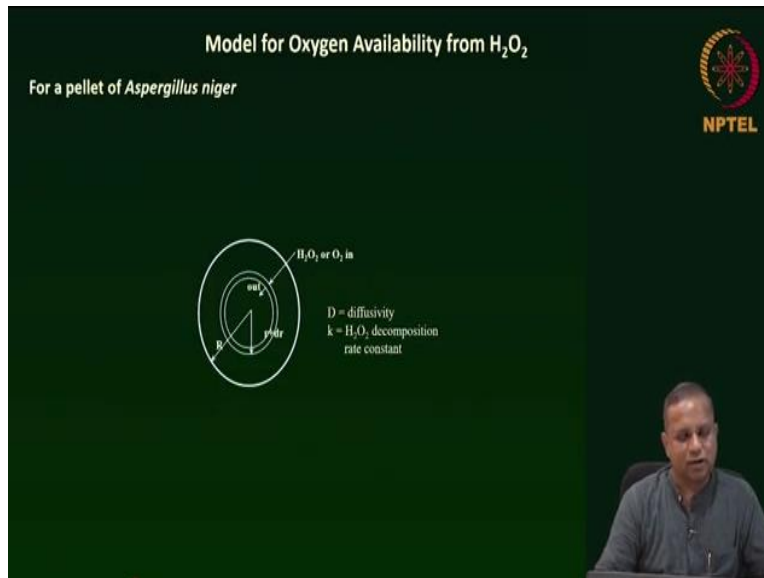 Model for Oxygen Availability from H₂O₂
For a pellet of Aspergillus niger
NPTEL
H₂O₂ or O₂ in
out
r+dr
R
D = diffusivity
k = H₂O₂ decomposition
rate constant